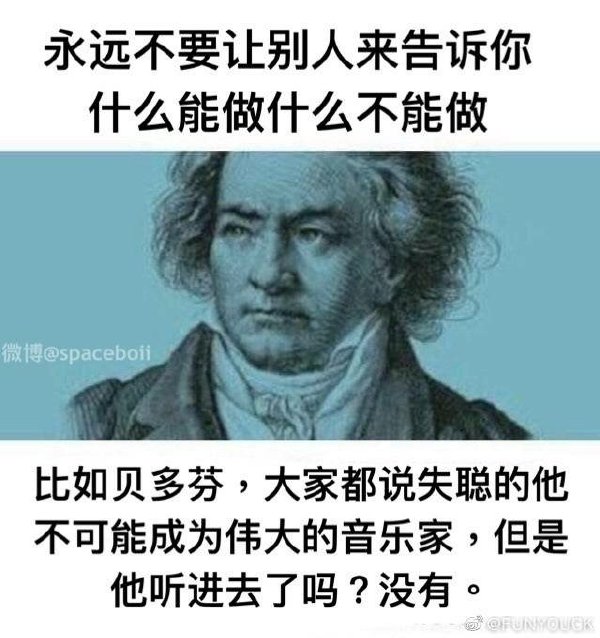 永远不要让别人来告诉你
什么能做什么不能做
微博@spaceboii
比如贝多芬，大家都说失聪的他
不可能成为伟大的音乐家，但是
他听进去了吗？没有。
@FUNYOUCK